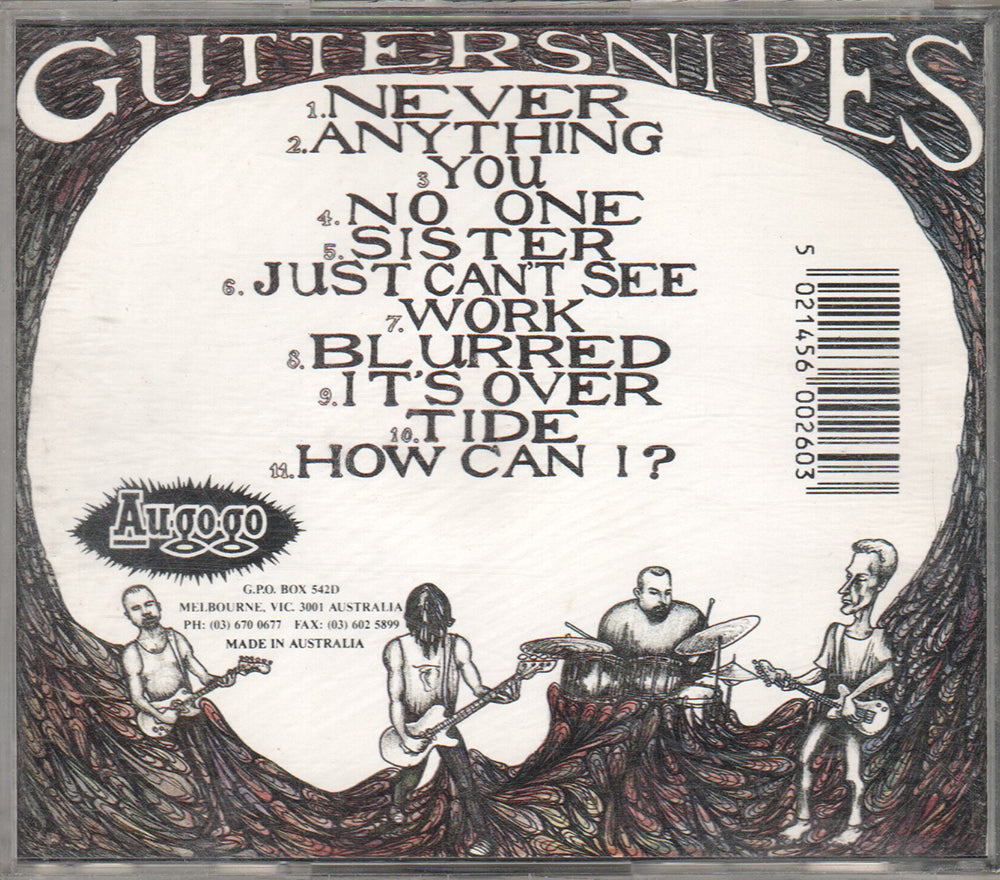 GUTTERSNIPES
1. NEVER
2. ANYTHING
3 YOU
4. NO ONE
5. SISTER
6. JUST CAN'T SEE
7. WORK
8. BLURRED
9. IT'S OVER
10. TIDE
11. HOW CAN I?
5 021456 002603
Au·go·go
G.P.O. BOX 542D
MELBOURNE, VIC. 3001 AUSTRALIA
PH: (03) 670 0677 FAX: (03) 602 5899
MADE IN AUSTRALIA